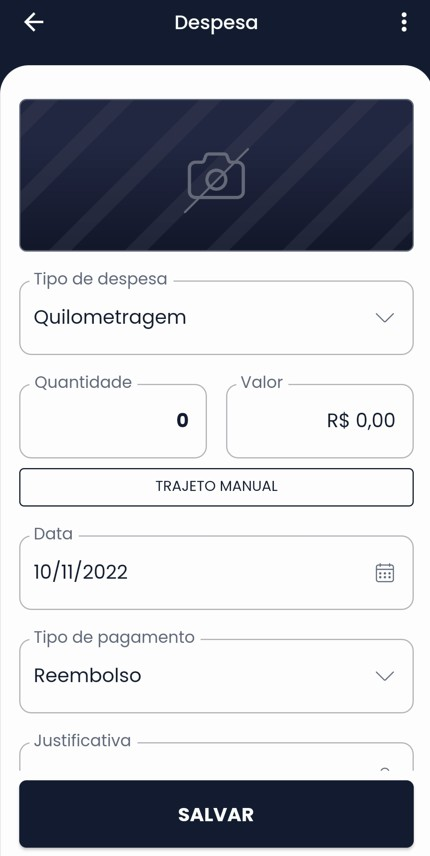 Despesa
Tipo de despesa
Quilometragem
Quantidade
Valor
0
R$ 0,00
TRAJETO MANUAL
Data
10/11/2022
Tipo de pagamento
Reembolso
Justificativa
SALVAR